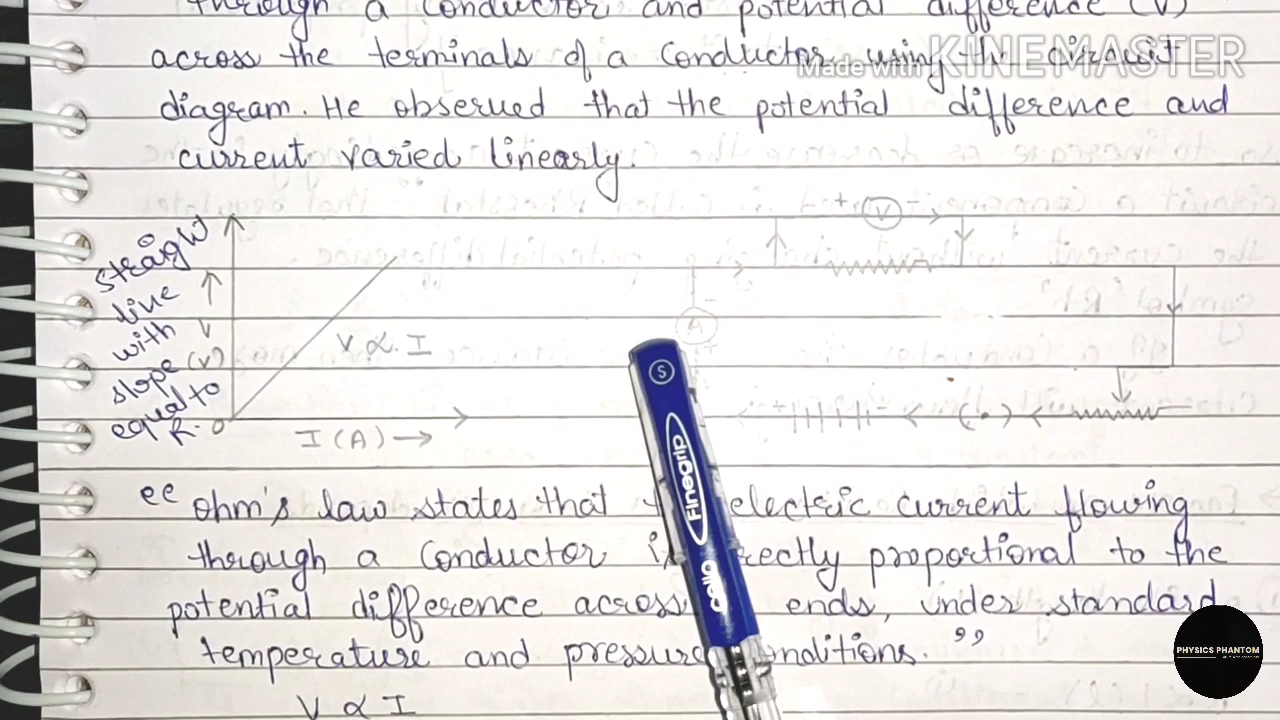 through a conductor and potential difference (V)
across the terminals of a conductor using the circuit
Made with KINEMASTER
diagram. He observed that the potential difference and
current varied linearly.
+ V -
straight
line
with
slope (V)
equal to
R. O
V ∝ I
A
I (A) →
+ - (.)
S
Finegrip
cello
" ohm's law states that electric current flowing
through a conductor is directly proportional to the
potential difference across ends, under standard
temperature and pressure conditions. "
PHYSICS PHANTOM
V ∝ I